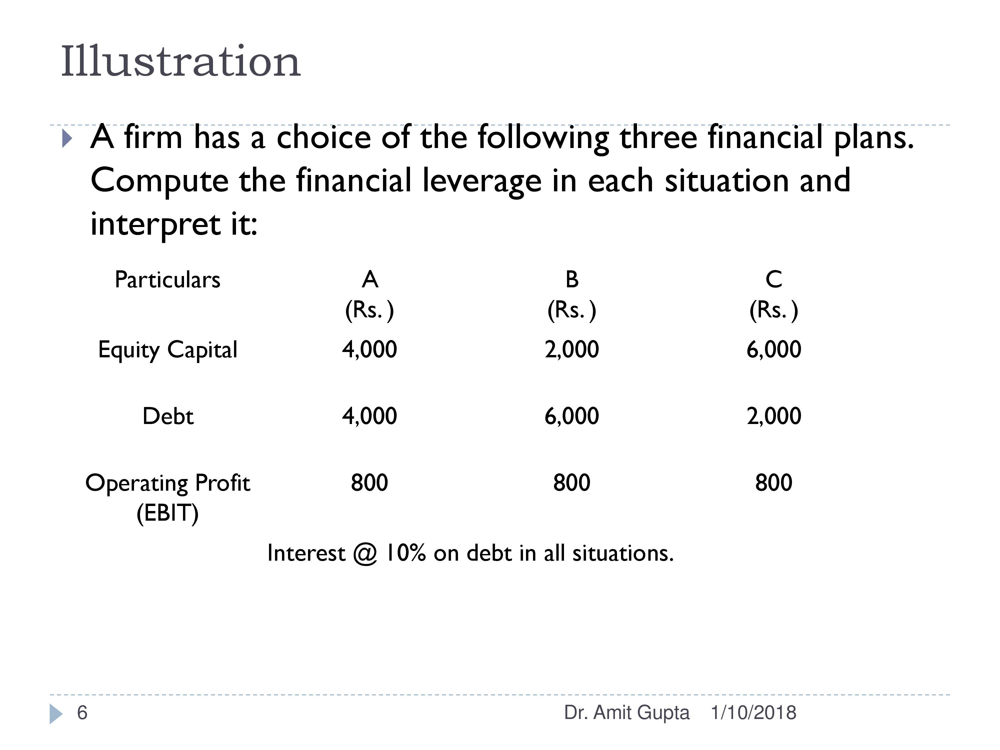 Illustration
A firm has a choice of the following three financial plans.
Compute the financial leverage in each situation and
interpret it:
Particulars A B C
(Rs. ) (Rs. ) (Rs. )
Equity Capital 4,000 2,000 6,000
Debt 4,000 6,000 2,000
Operating Profit 800 800 800
(EBIT)
Interest @ 10% on debt in all situations.
6 Dr. Amit Gupta 1/10/2018